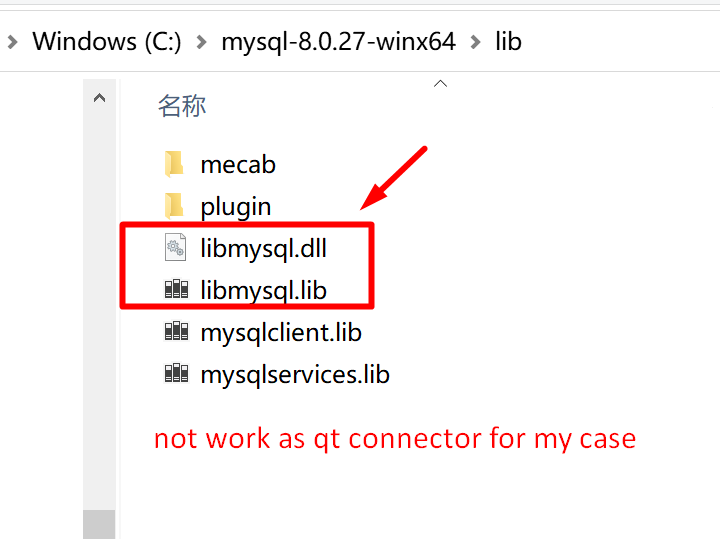 Windows (C:) mysql-8.0.27-winx64 lib
名称
mecab
plugin
libmysql.dll
libmysql.lib
mysqlclient.lib
mysqlservices.lib
not work as qt connector for my case